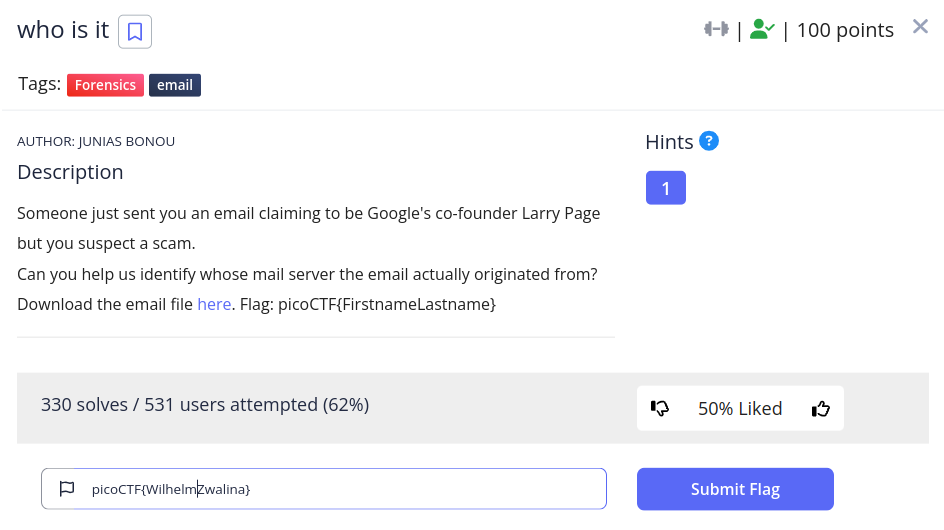 who is it
| | 100 points
Tags: Forensics email
AUTHOR: JUNIAS BONOU
Hints ?
Description
1
Someone just sent you an email claiming to be Google's co-founder Larry Page
but you suspect a scam.
Can you help us identify whose mail server the email actually originated from?
Download the email file here. Flag: picoCTF{FirstnameLastname}
330 solves / 531 users attempted (62%)
50% Liked
picoCTF{WilhelmZwalina}
Submit Flag